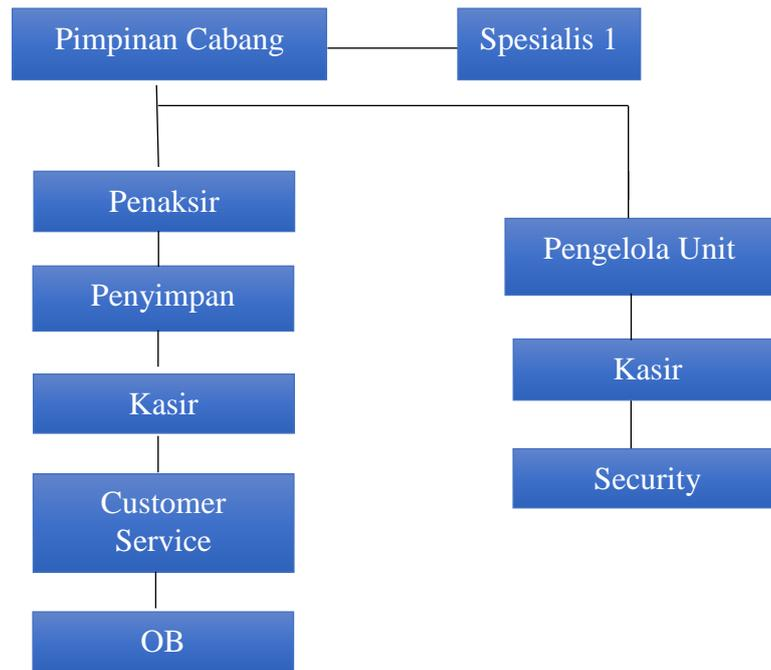 Pimpinan Cabang
Spesialis 1
Penaksir
Penyimpan
Kasir
Customer
Service
OB
Pengelola Unit
Kasir
Security